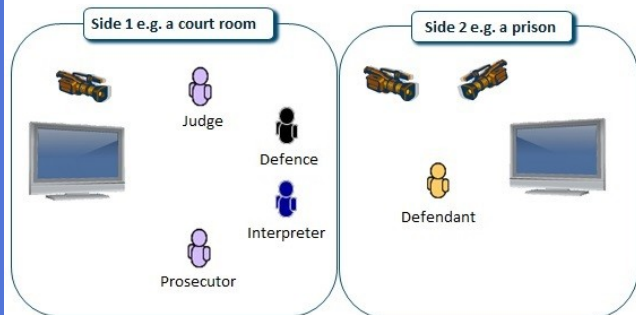 Side 1 e.g. a court room
Side 2 e.g. a prison
Judge
Defence
Defendant
Interpreter
Prosecutor